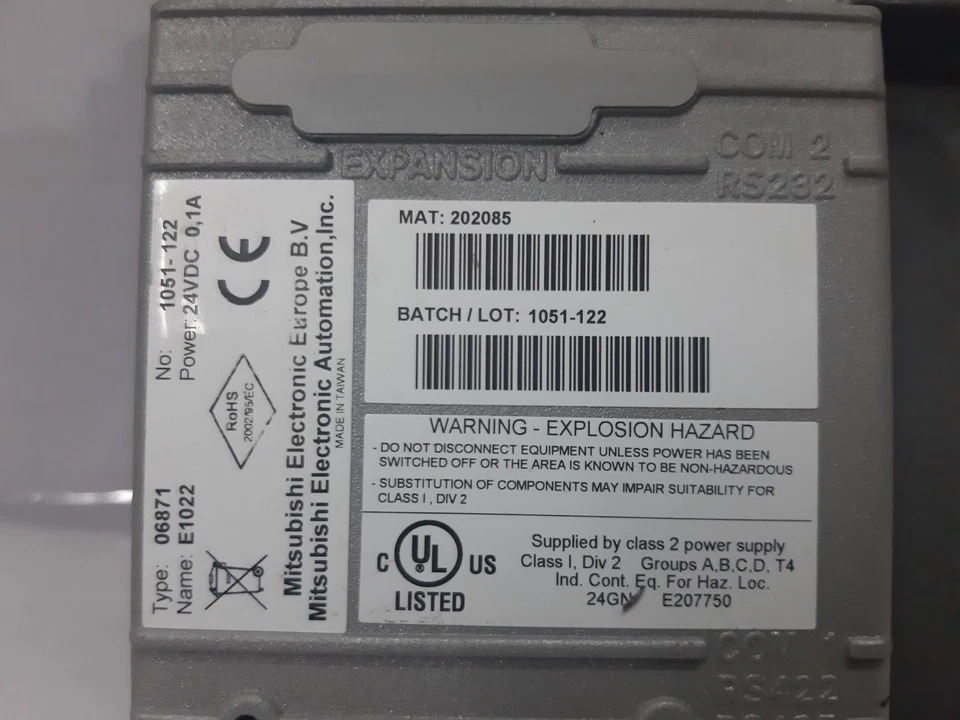 EXPANSION
COM 2
RS232
Type: 06871 No: 1051-122
Name: E1022 Power: 24VDC 0,1A
RoHS
2002/95/EC
CE
Mitsubishi Electronic Europe B.V
Mitsubishi Electronic Automation,Inc.
MADE IN TAIWAN
MAT: 202085
BATCH / LOT: 1051-122
WARNING - EXPLOSION HAZARD
- DO NOT DISCONNECT EQUIPMENT UNLESS POWER HAS BEEN
SWITCHED OFF OR THE AREA IS KNOWN TO BE NON-HAZARDOUS
- SUBSTITUTION OF COMPONENTS MAY IMPAIR SUITABILITY FOR
CLASS I , DIV 2
C UL US
LISTED
Supplied by class 2 power supply
Class I, Div 2 Groups A,B,C,D, T4
Ind. Cont. Eq. For Haz. Loc.
24GN E207750
COM 1
RS422